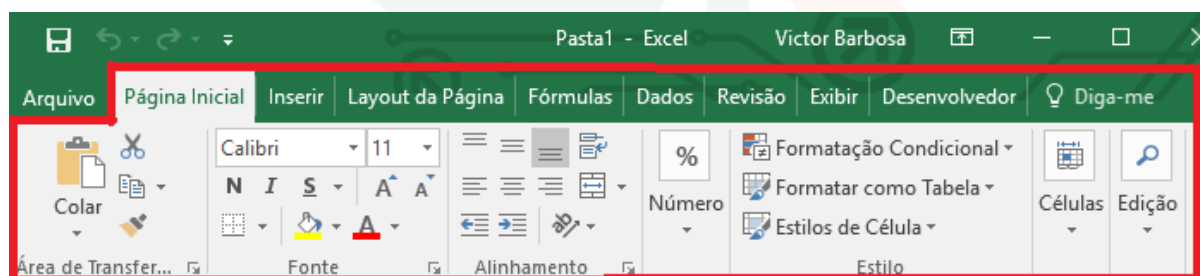 Pasta1 - Excel Victor Barbosa
Arquivo Página Inicial Inserir Layout da Página Fórmulas Dados Revisão Exibir Desenvolvedor Diga-me
Calibri 11 % Formatação Condicional
N I S A A Formatar como Tabela
Colar Número Células Edição
A Estilos de Célula
Área de Transfer... Fonte Alinhamento Estilo